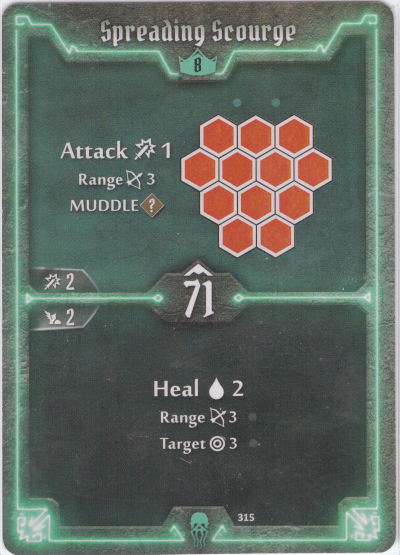 Spreading Scourge
8
Attack 1
Range 3
MUDDLE ?
2
71
2
Heal 2
Range 3
Target 3
315